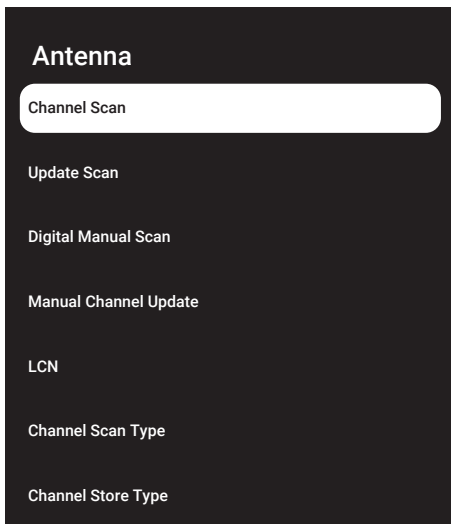 Antenna
Channel Scan
Update Scan
Digital Manual Scan
Manual Channel Update
LCN
Channel Scan Type
Channel Store Type